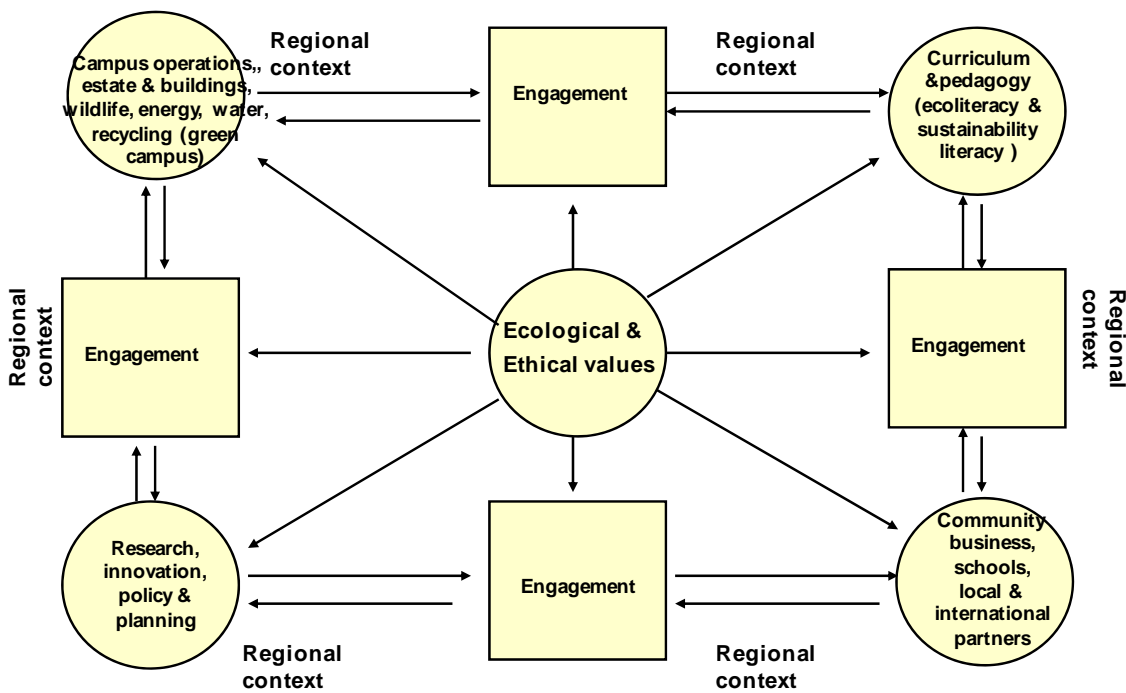 Campus operations,,
estate & buildings,
wildlife, energy, water,
recycling (green
campus)
Regional
context
Engagement
Regional
context
Curriculum
&pedagogy
(ecoliteracy &
sustainability
literacy )
Regional
context
Engagement
Ecological &
Ethical values
Engagement
Regional
context
Research,
innovation,
policy &
planning
Regional
context
Engagement
Regional
context
Community
business,
schools,
local &
international
partners